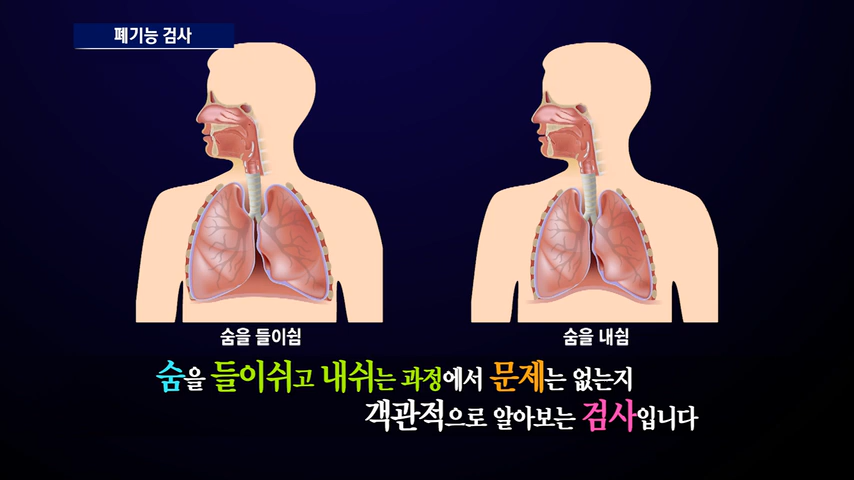 폐기능 검사
숨을 들이쉼
숨을 내쉼
숨을 들이쉬고 내쉬는 과정에서 문제는 없는지
객관적으로 알아보는 검사입니다